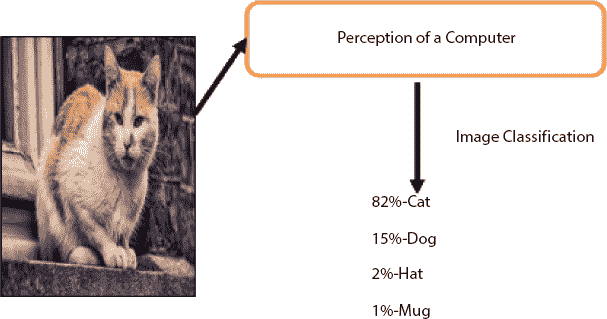 Perception of a Computer
Image Classification
82%-Cat
15%-Dog
2%-Hat
1%-Mug